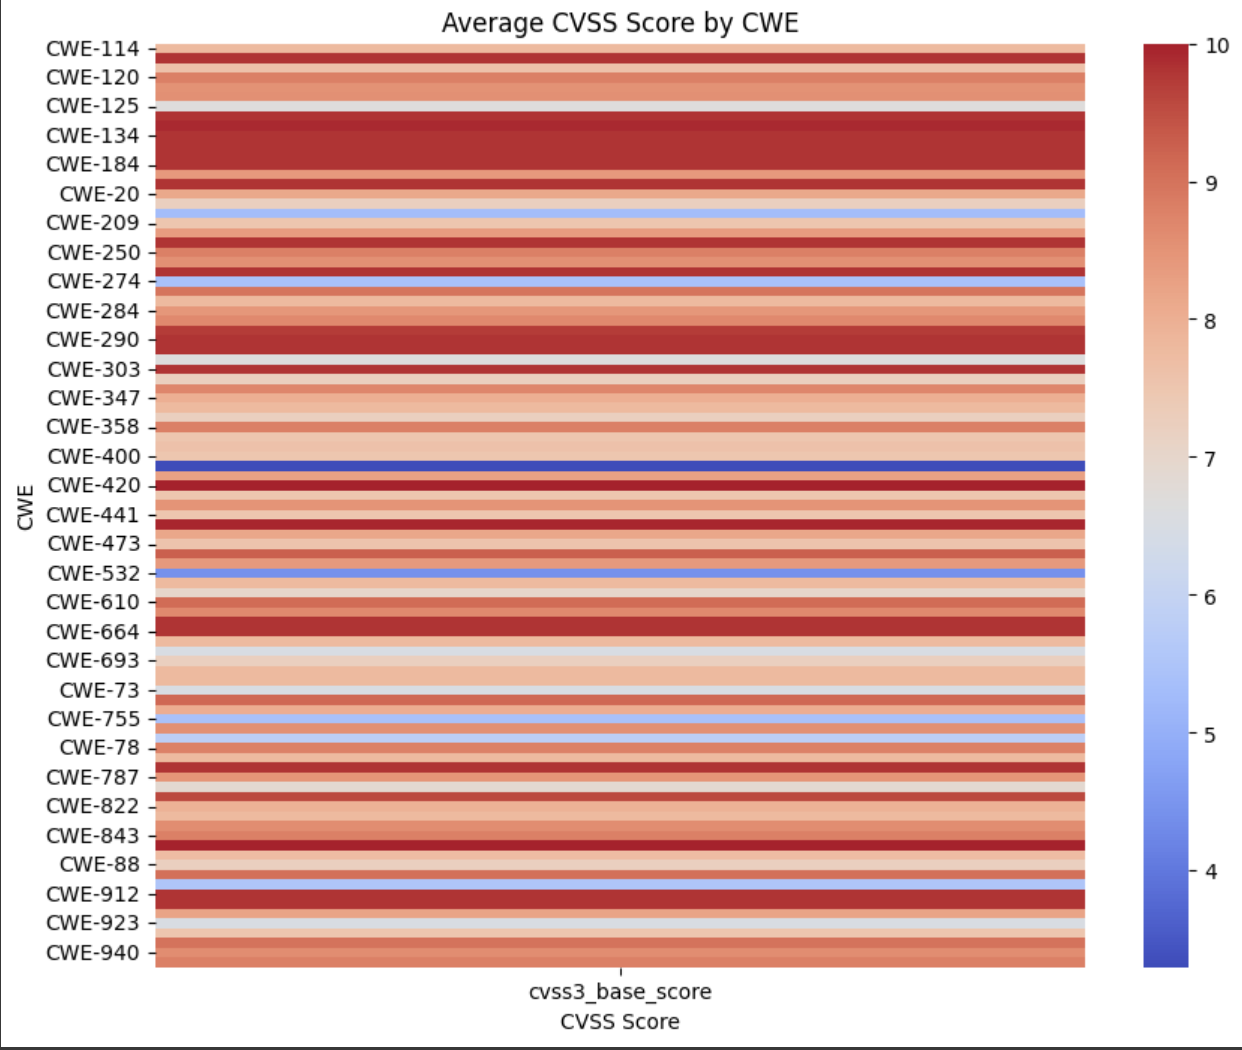 Average CVSS Score by CWE
CWE-114
CWE-120
CWE-125
CWE-134
CWE-184
CWE-20
CWE-209
CWE-250
CWE-274
CWE-284
CWE-290
CWE-303
CWE-347
CWE-358
CWE-400
CWE-420
CWE-441
CWE-473
CWE-532
CWE-610
CWE-664
CWE-693
CWE-73
CWE-755
CWE-78
CWE-787
CWE-822
CWE-843
CWE-88
CWE-912
CWE-923
CWE-940
CWE
cvss3_base_score
CVSS Score
10
9
8
7
6
5
4